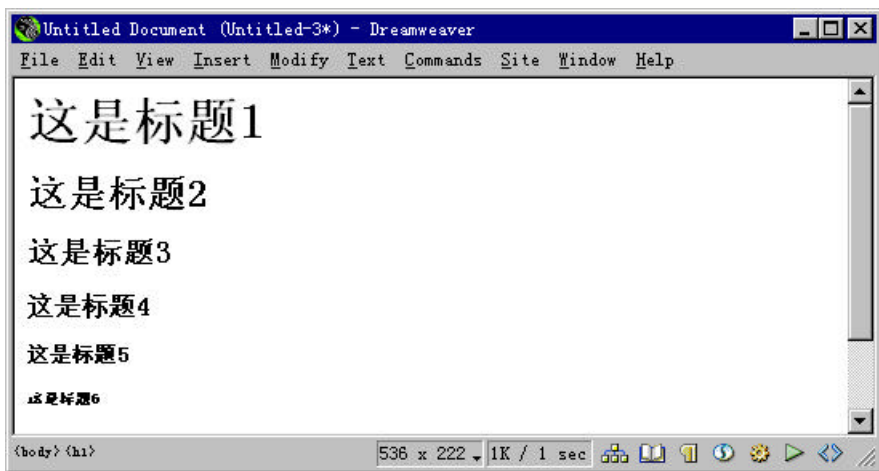 Untitled Document (Untitled-3*) - Dreamweaver
File Edit View Insert Modify Text Commands Site Window Help
这是标题1
这是标题2
这是标题3
这是标题4
这是标题5
这是标题6
<body> <h1> 536 x 222 1K / 1 sec